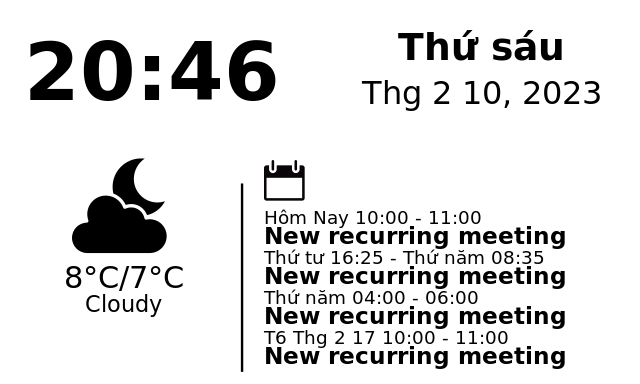 20:46
Thứ sáu
Thg 2 10, 2023
8°C/7°C
Cloudy
Hôm Nay 10:00 - 11:00
New recurring meeting
Thứ tư 16:25 - Thứ năm 08:35
New recurring meeting
Thứ năm 04:00 - 06:00
New recurring meeting
T6 Thg 2 17 10:00 - 11:00
New recurring meeting